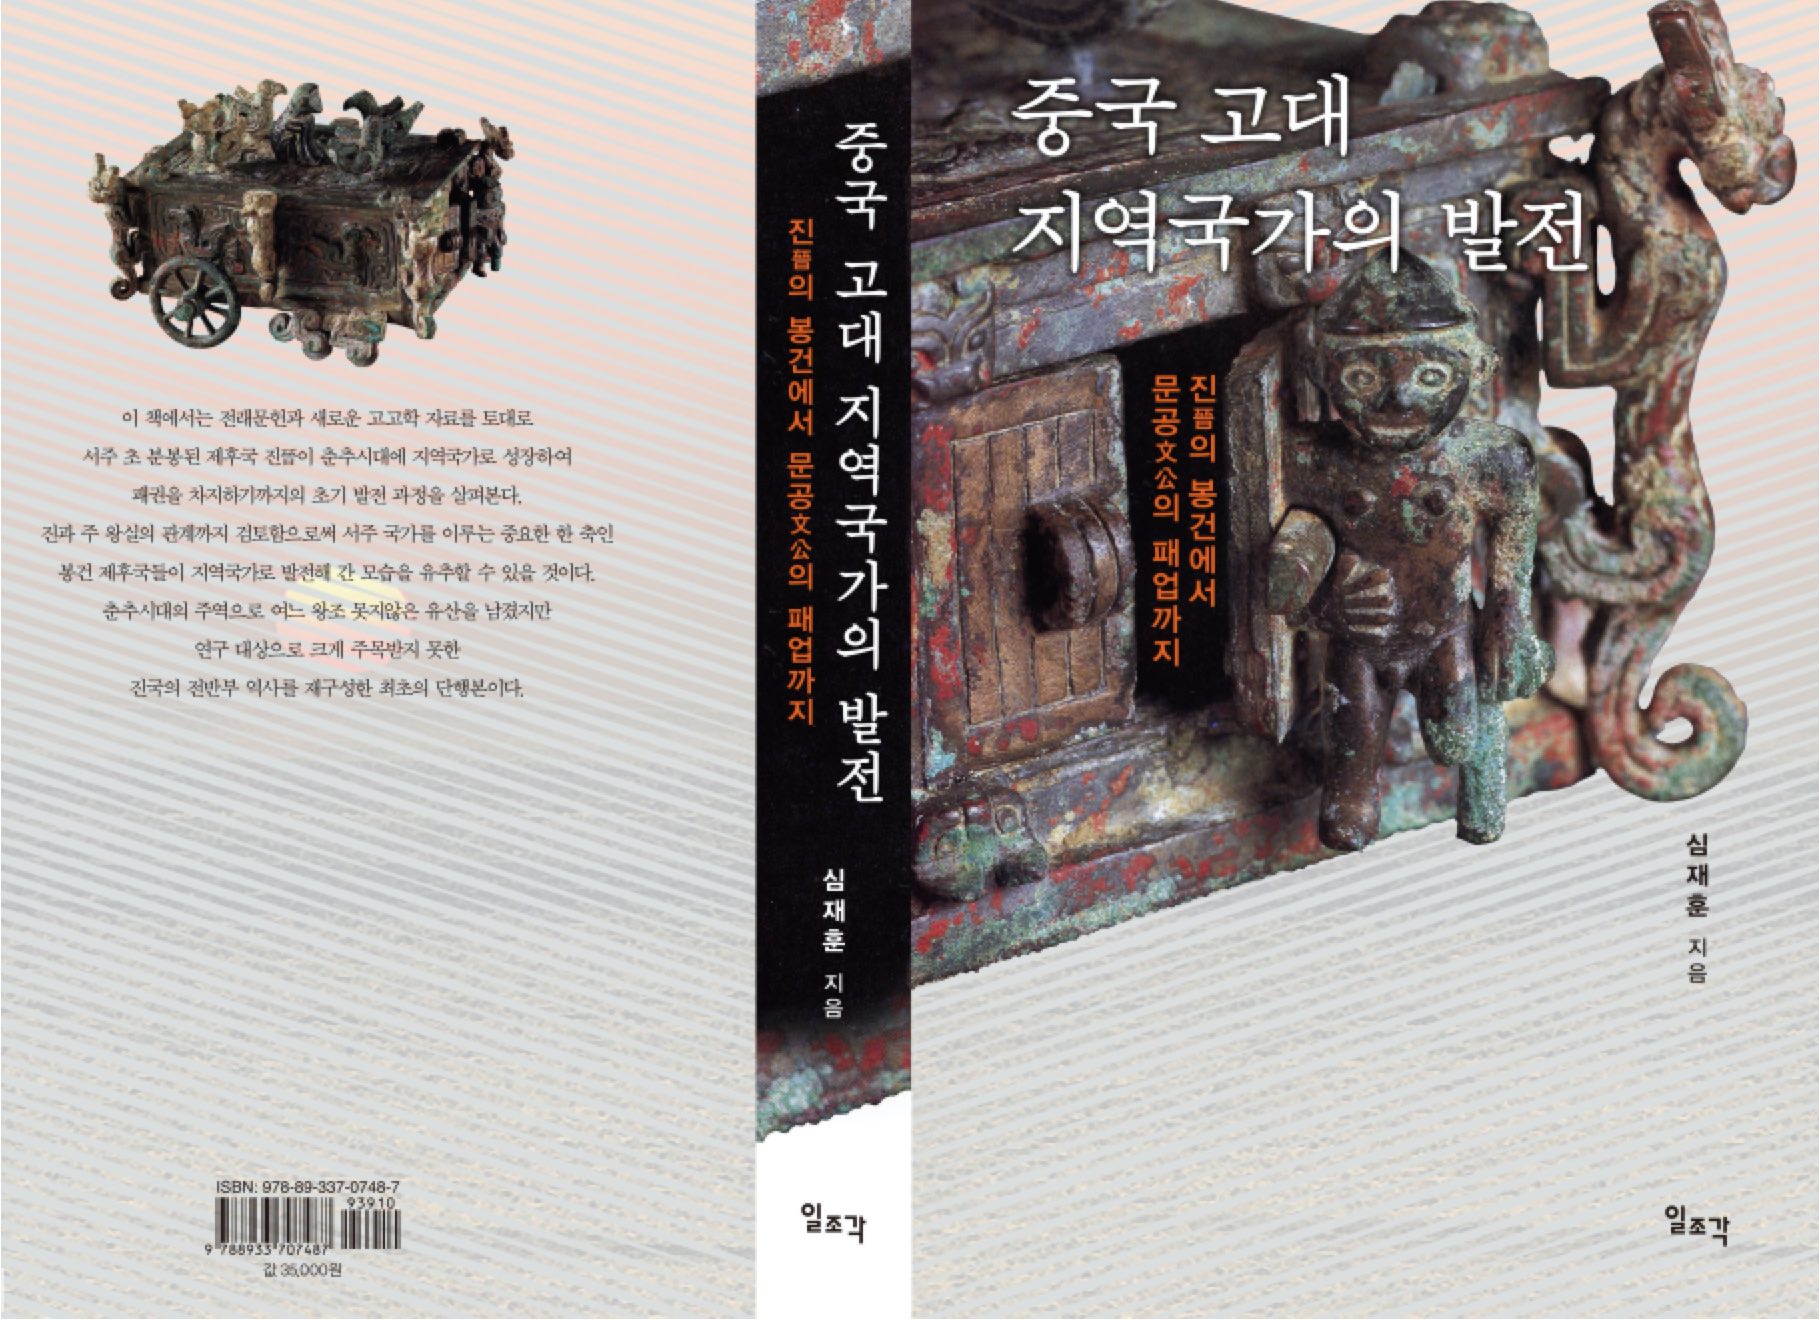 이 책에서는 전래문헌과 새로운 고고학 자료를 토대로
서주 초 분봉된 제후국 진晉이 춘추시대에 지역국가로 성장하여
패권을 차지하기까지의 초기 발전 과정을 살펴본다.
진과 주 왕실의 관계까지 검토함으로써 서주 국가를 이루는 중요한 한 축인
봉건 제후국들이 지역국가로 발전해 간 모습을 유추할 수 있을 것이다.
춘추시대의 주역으로 어느 왕조 못지않은 유산을 남겼지만
연구 대상으로 크게 주목받지 못한
진국의 전반부 역사를 재구성한 최초의 단행본이다.
ISBN: 978-89-337-0748-7
93910
9 788933 707487
값 35,000원
중국 고대 지역국가의 발전
진晉의 봉건에서 문공文公의 패업까지
심재훈 지음
일조각
중국 고대
지역국가의 발전
진晉의 봉건에서
문공文公의 패업까지
심재훈 지음
일조각